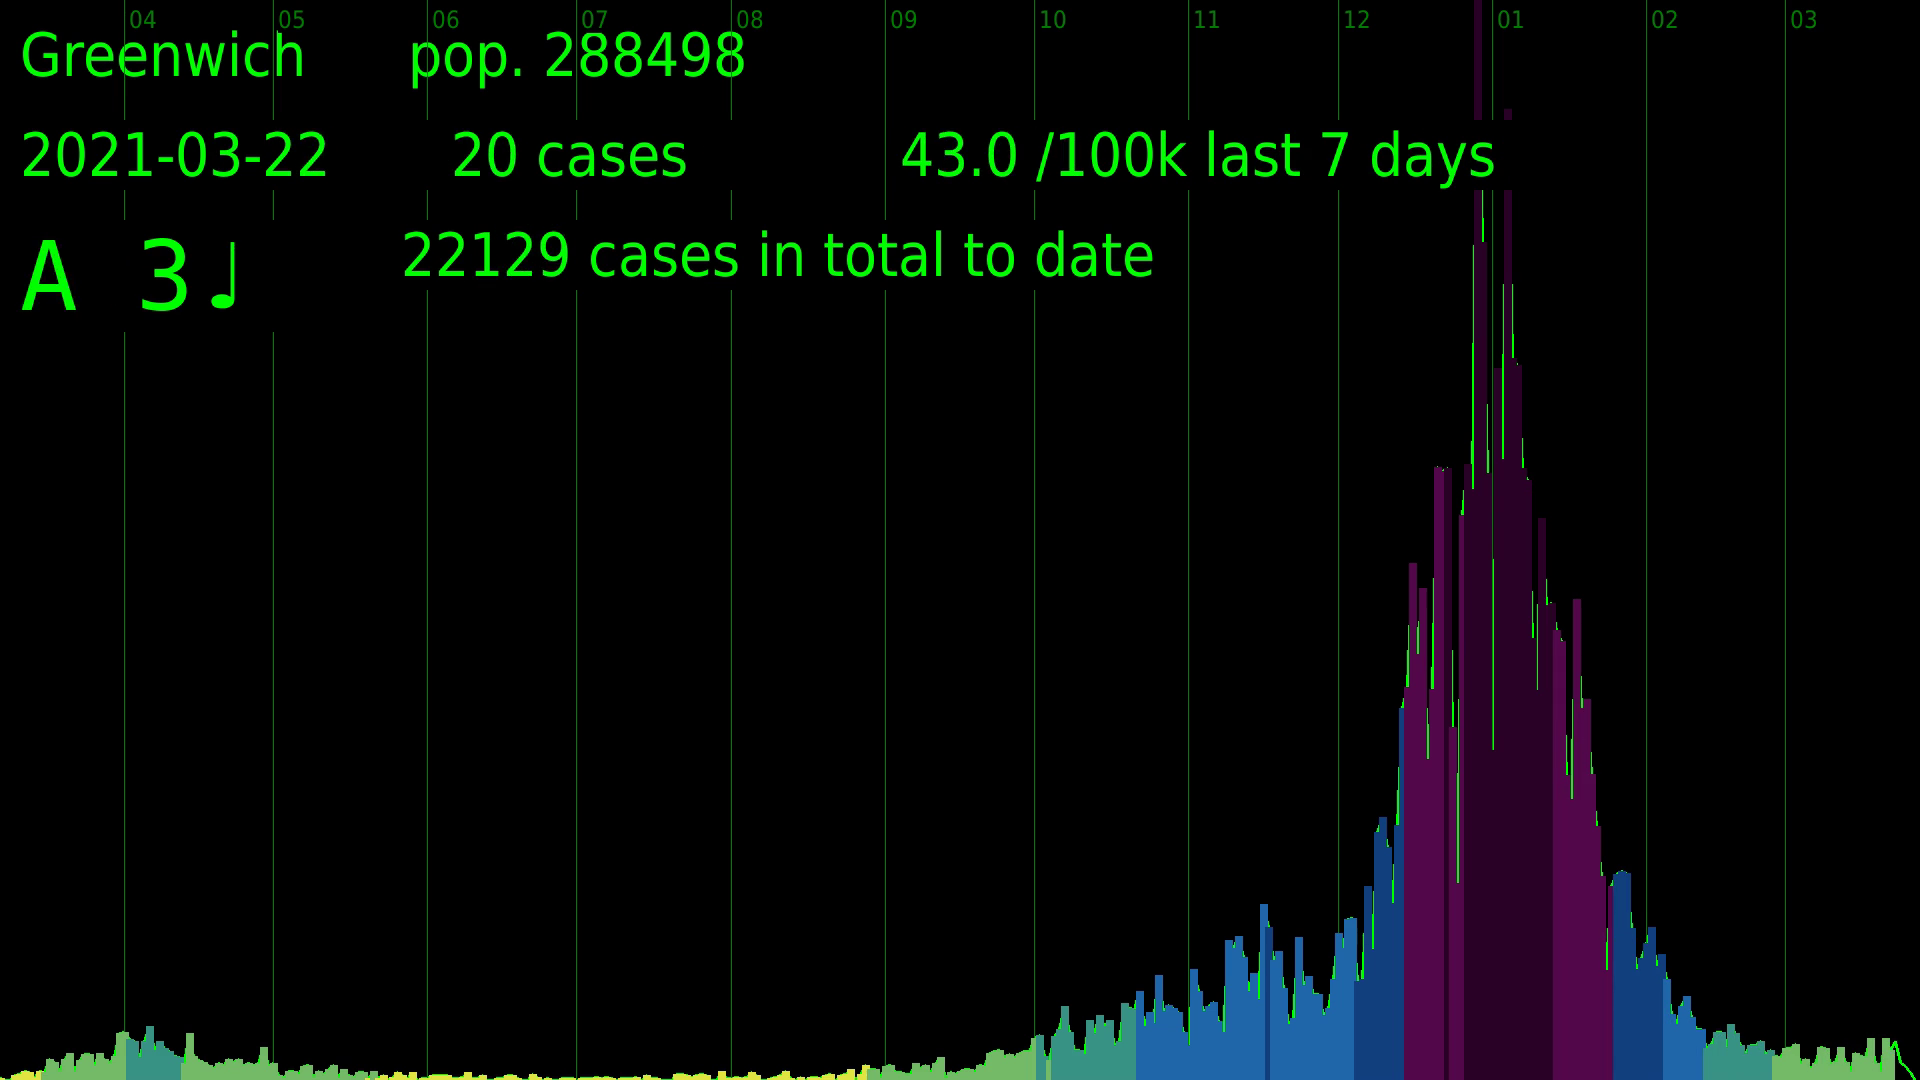 04 05 06 07 08 09 10 11 12 01 02 03
Greenwich pop. 288498
2021-03-22 20 cases 43.0 /100k last 7 days
A 3♩ 22129 cases in total to date